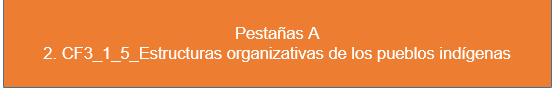 Pestañas A
2. CF3_1_5_Estructuras organizativas de los pueblos indígenas